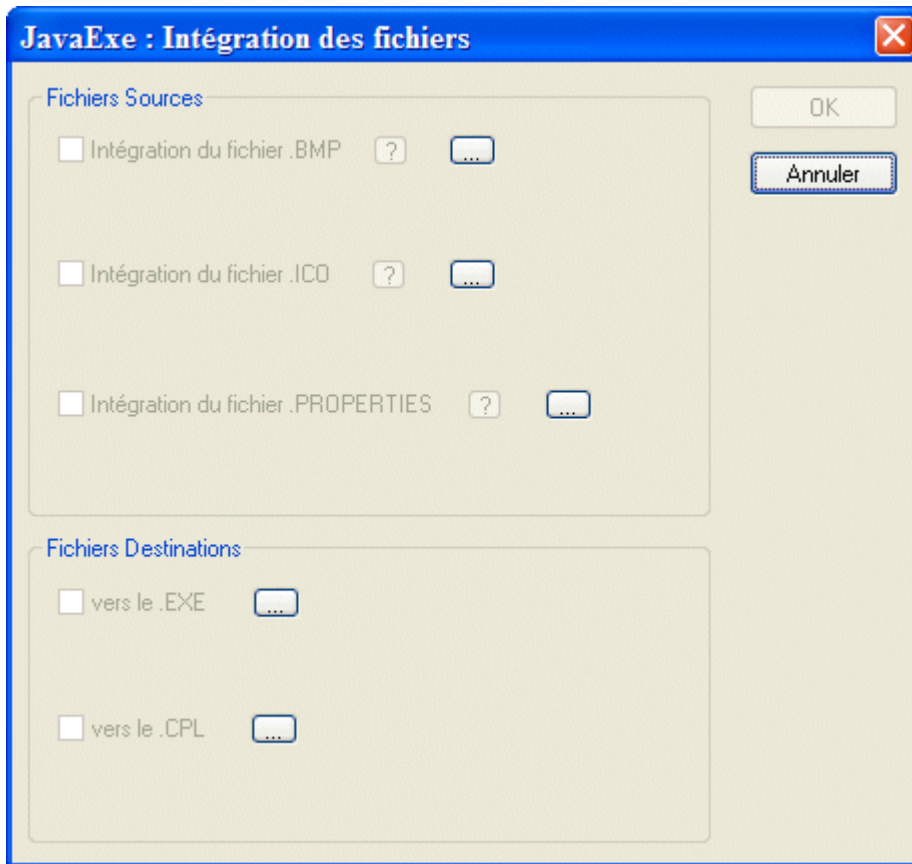 JavaExe : Intégration des fichiers
Fichiers Sources
OK
Intégration du fichier .BMP ? ...
Annuler
Intégration du fichier .ICO ? ...
Intégration du fichier .PROPERTIES ? ...
Fichiers Destinations
vers le .EXE ...
vers le .CPL ...